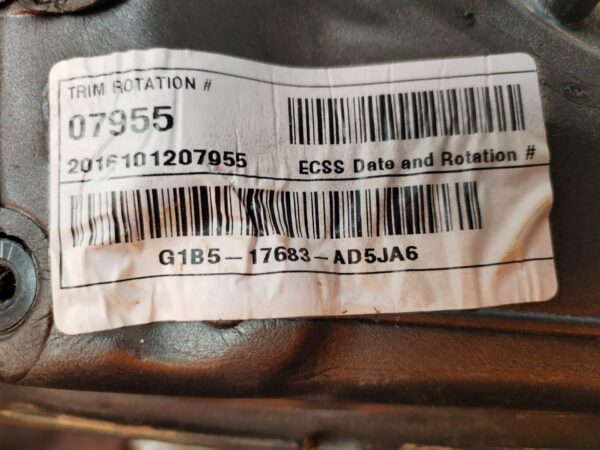 TRIM ROTATION #
07955
2016101207955
ECSS Date and Rotation #
G1B5-17683-AD5JA6